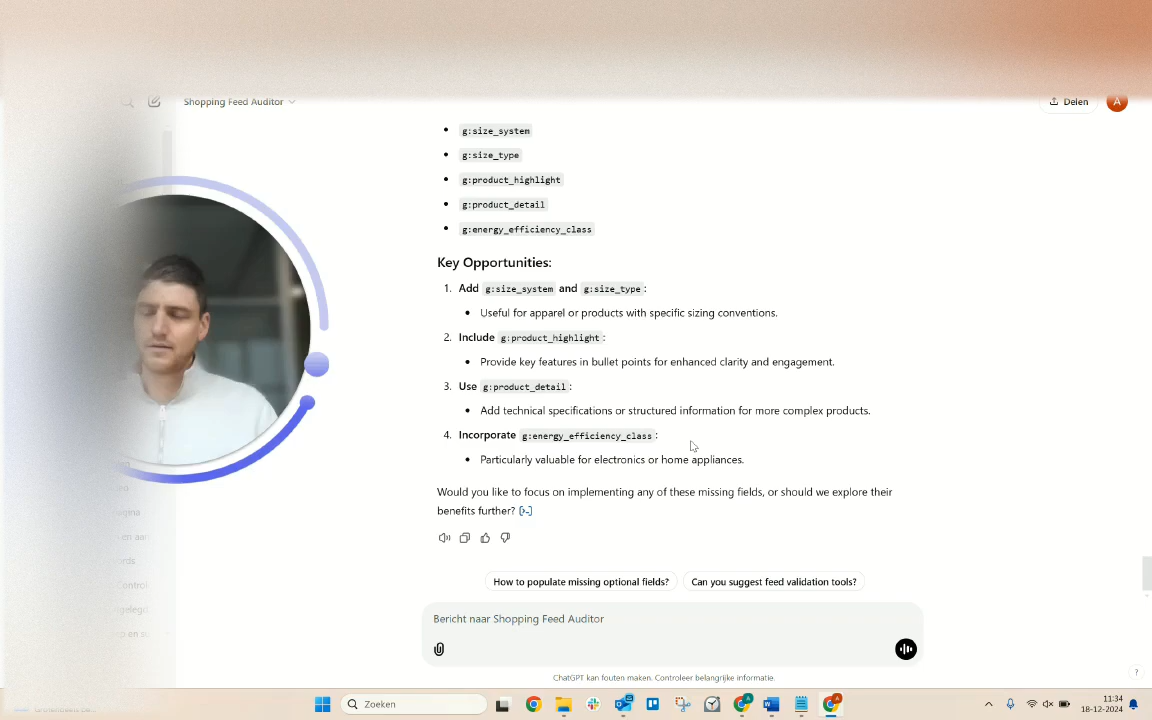 Shopping Feed Auditor
Delen
A
g:size_system
g:size_type
g:product_highlight
g:product_detail
g:energy_efficiency_class
Key Opportunities:
1. Add g:size_system and g:size_type :
Useful for apparel or products with specific sizing conventions.
2. Include g:product_highlight :
Provide key features in bullet points for enhanced clarity and engagement.
3. Use g:product_detail :
Add technical specifications or structured information for more complex products.
4. Incorporate g:energy_efficiency_class :
Particularly valuable for electronics or home appliances.
Would you like to focus on implementing any of these missing fields, or should we explore their
benefits further? [>-]
How to populate missing optional fields?
Can you suggest feed validation tools?
Bericht naar Shopping Feed Auditor
ChatGPT kan fouten maken. Controleer belangrijke informatie.
?
Zoeken
11:34
18-12-2024